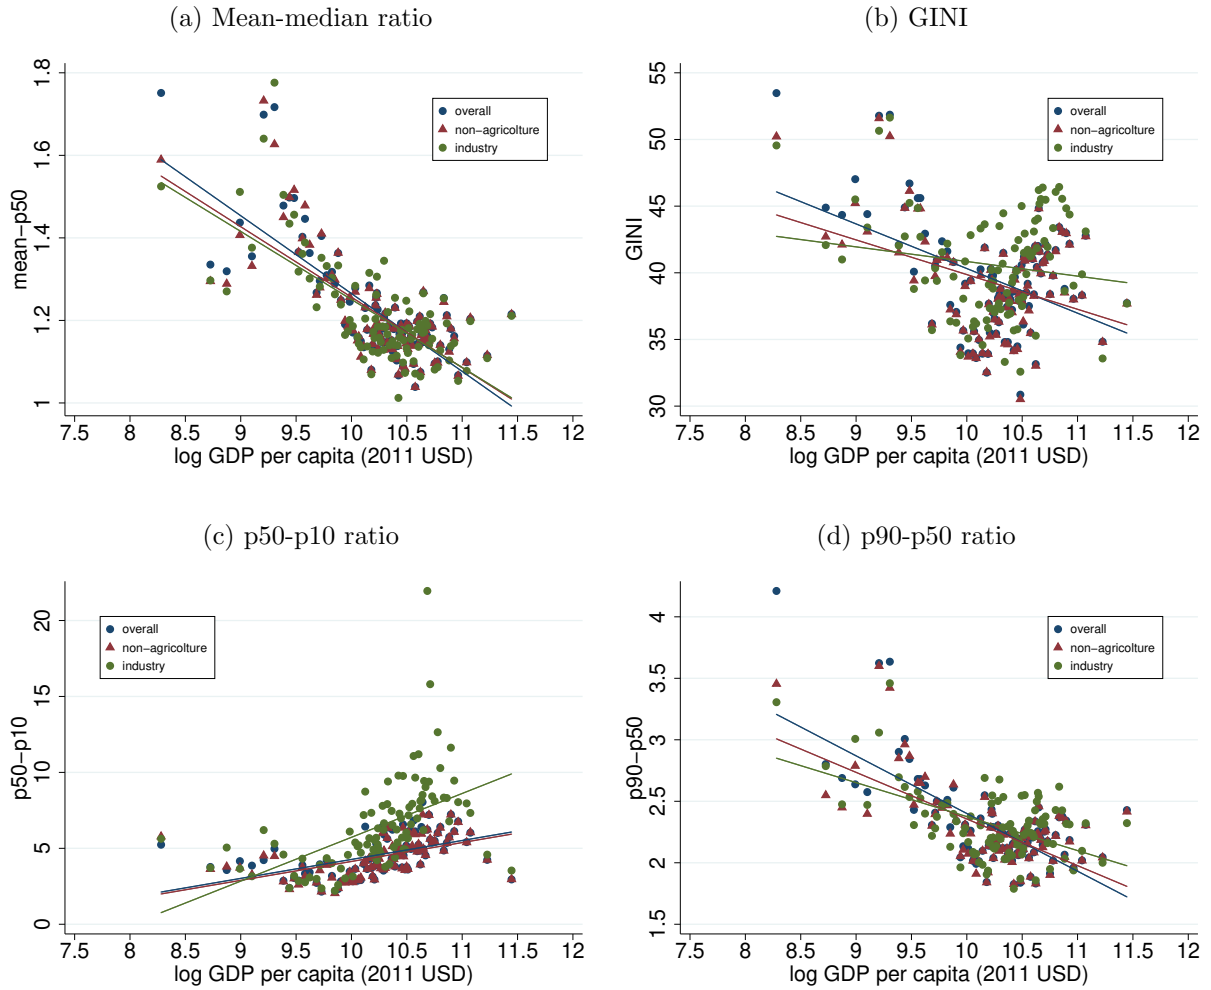 (a) Mean-median ratio
mean−p50
1.8
1.6
1.4
1.2
1
overall
non−agricolture
industry
7.5 8 8.5 9 9.5 10 10.5 11 11.5 12
log GDP per capita (2011 USD)
(b) GINI
GINI
55
50
45
40
35
30
overall
non−agricolture
industry
7.5 8 8.5 9 9.5 10 10.5 11 11.5 12
log GDP per capita (2011 USD)
(c) p50-p10 ratio
p50−p10
20
15
10
5
0
overall
non−agricolture
industry
7.5 8 8.5 9 9.5 10 10.5 11 11.5 12
log GDP per capita (2011 USD)
(d) p90-p50 ratio
p90−p50
4
3.5
3
2.5
2
1.5
overall
non−agricolture
industry
7.5 8 8.5 9 9.5 10 10.5 11 11.5 12
log GDP per capita (2011 USD)